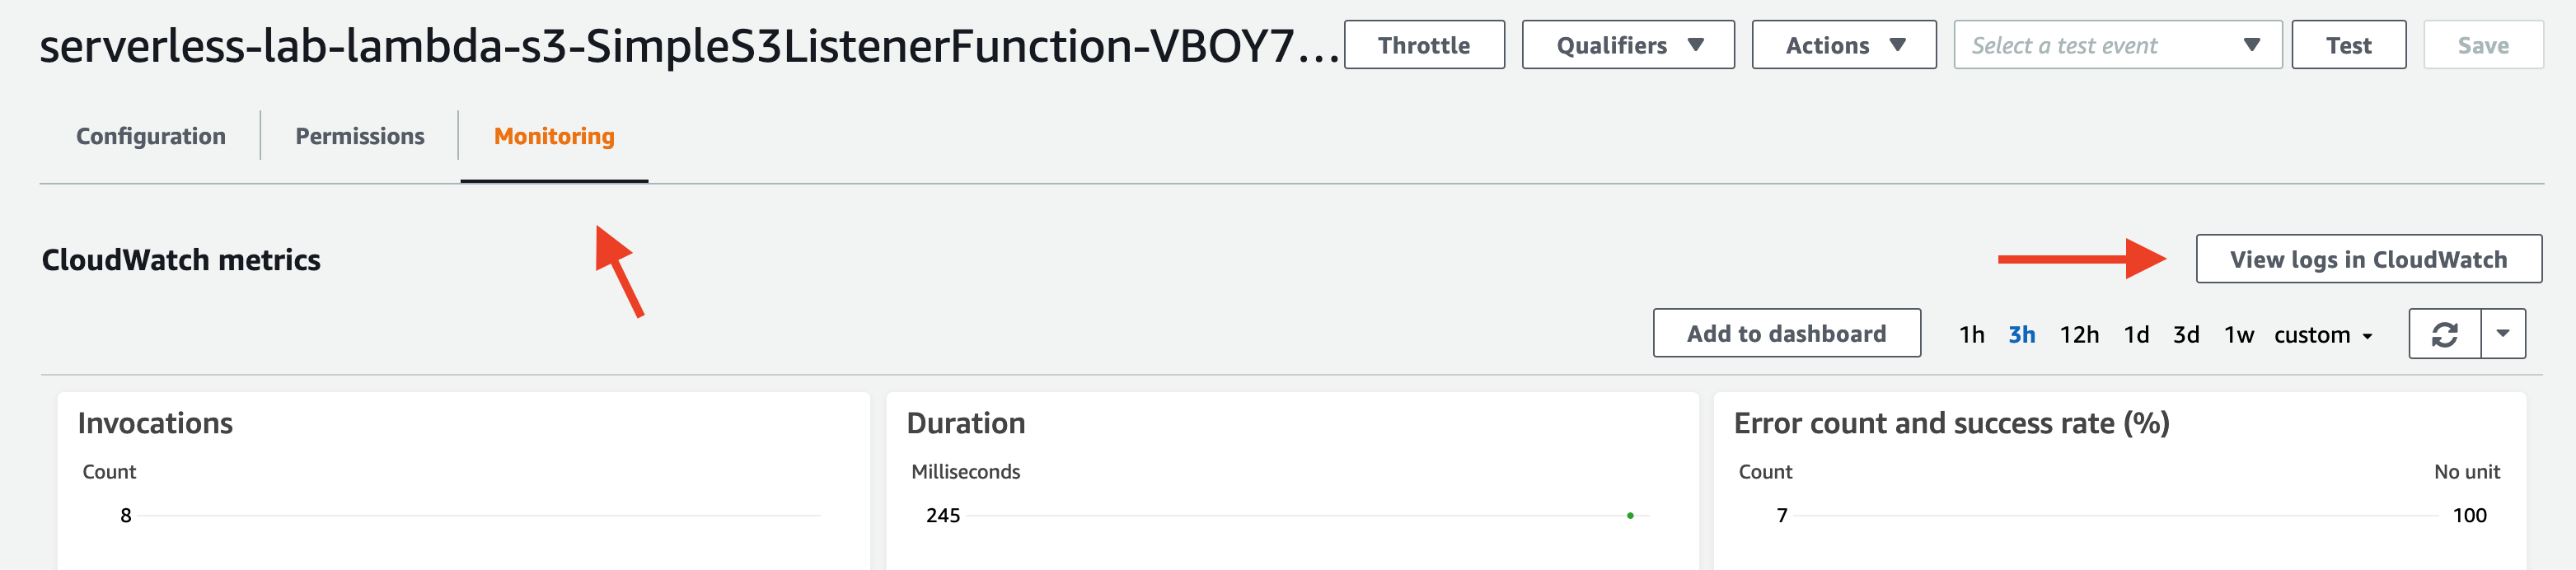 serverless-lab-lambda-s3-SimpleS3ListenerFunction-VBOY7... Throttle Qualifiers Actions Select a test event Test Save
Configuration Permissions Monitoring
CloudWatch metrics View logs in CloudWatch
Add to dashboard 1h 3h 12h 1d 3d 1w custom
Invocations Duration Error count and success rate (%)
Count Milliseconds Count No unit
8 245 7 100